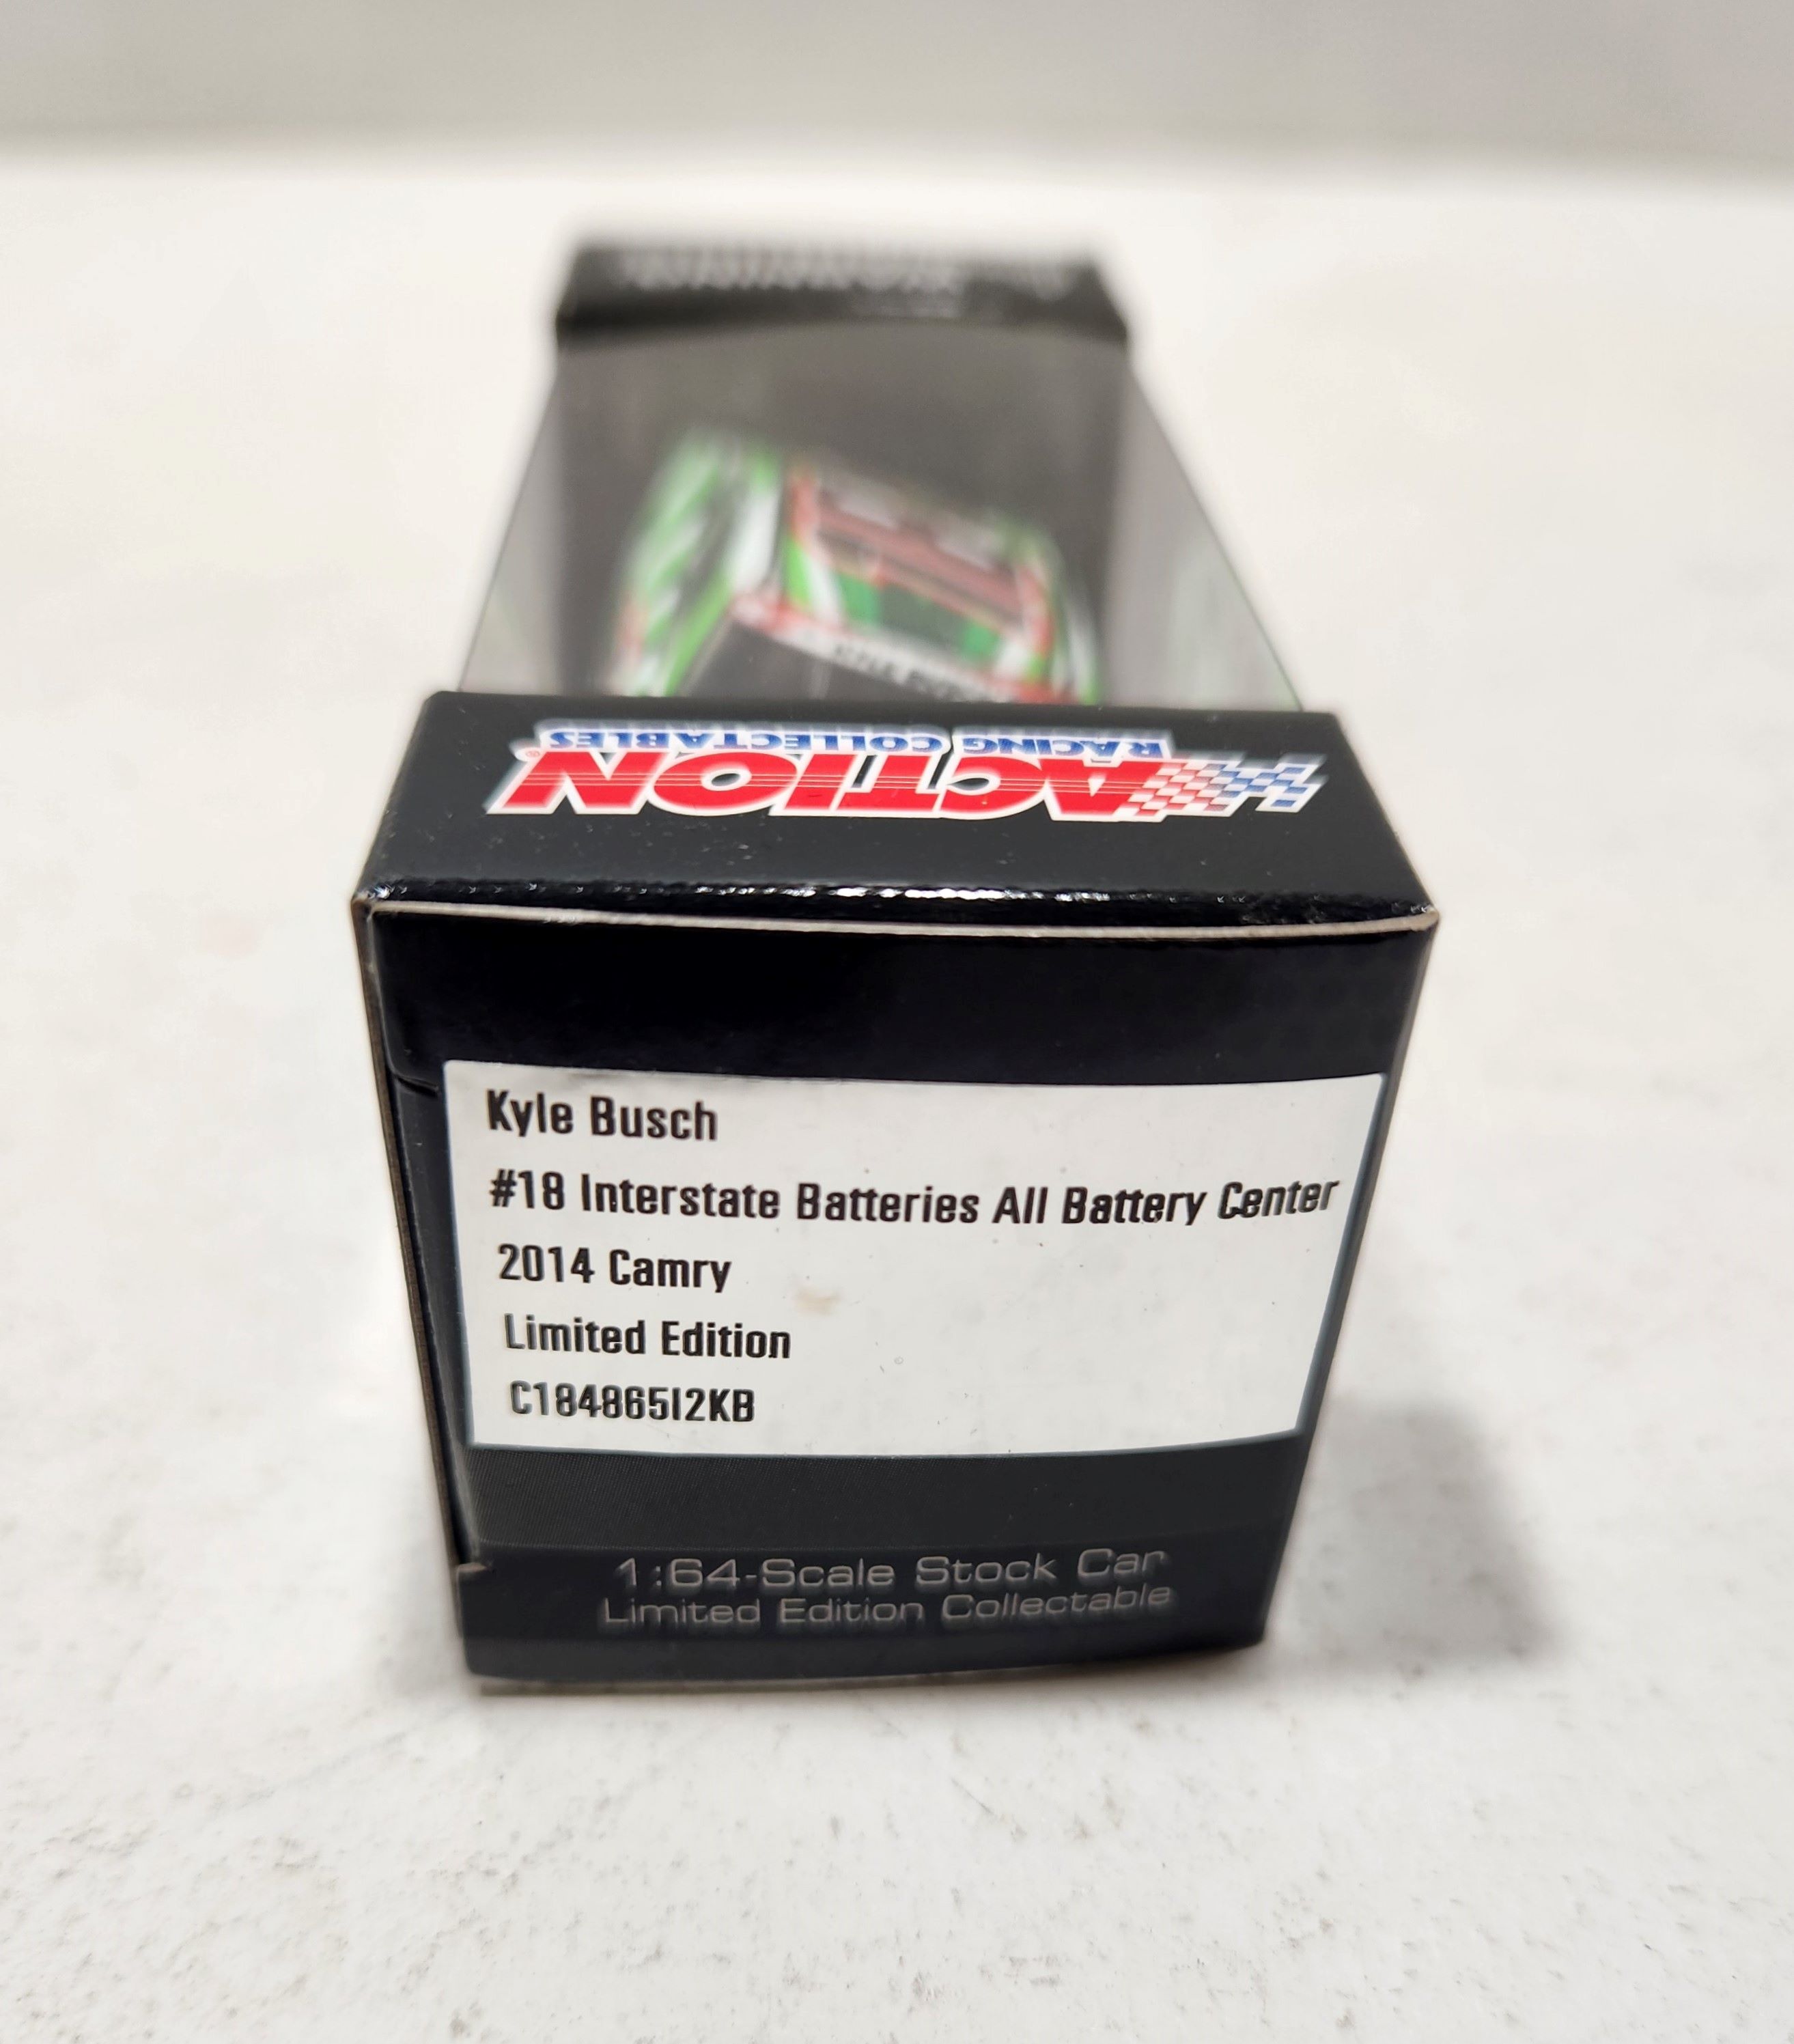 ACTION®
RACING COLLECTABLES
Kyle Busch
#18 Interstate Batteries All Battery Center
2014 Camry
Limited Edition
C184865I2KB
1:64-Scale Stock Car
Limited Edition Collectable